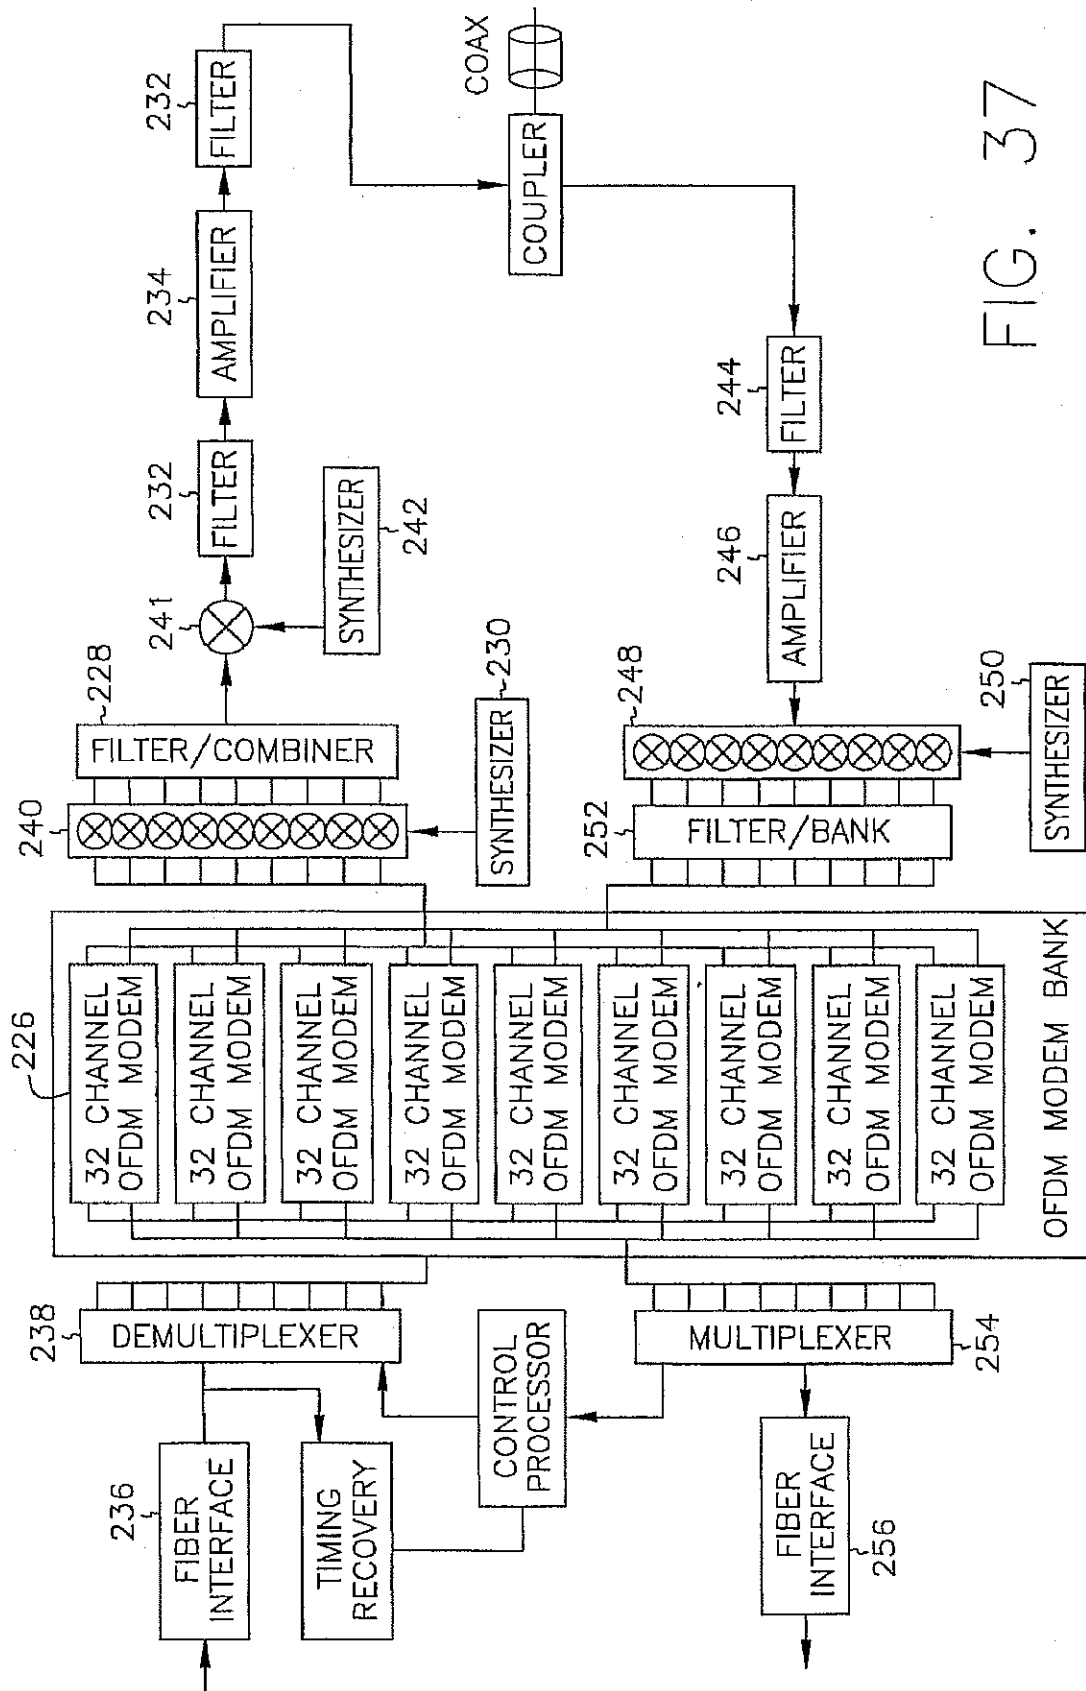 236
FIBER
INTERFACE
TIMING
RECOVERY
238
DEMULTIPLEXER
CONTROL
PROCESSOR
MULTIPLEXER
254
FIBER
INTERFACE
256
226
32 CHANNEL
OFDM MODEM
32 CHANNEL
OFDM MODEM
32 CHANNEL
OFDM MODEM
32 CHANNEL
OFDM MODEM
32 CHANNEL
OFDM MODEM
32 CHANNEL
OFDM MODEM
32 CHANNEL
OFDM MODEM
32 CHANNEL
OFDM MODEM
32 CHANNEL
OFDM MODEM
OFDM MODEM BANK
240
228
FILTER/COMBINER
SYNTHESIZER
230
241
SYNTHESIZER
242
232
FILTER
234
AMPLIFIER
232
FILTER
COUPLER
COAX
244
FILTER
246
AMPLIFIER
248
252
FILTER/BANK
250
SYNTHESIZER
FIG. 37